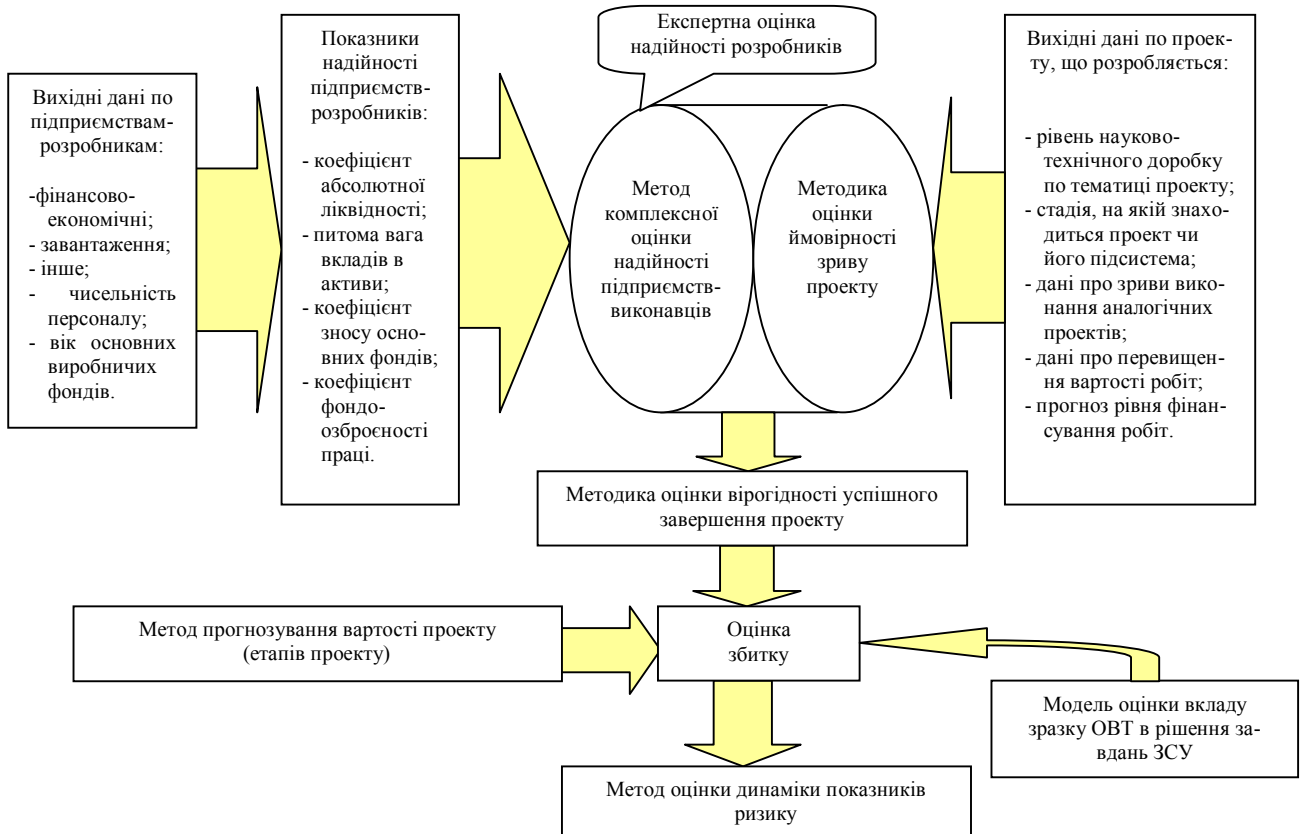 Вихідні дані по
підприємствам-
розробникам:
-фінансово-
економічні;
- завантаження;
- інше;
- чисельність
персоналу;
- вік основних
виробничих
фондів.
Показники
надійності
підприємств-
розробників:
- коефіцієнт
абсолютної
ліквідності;
- питома вага
вкладів в
активи;
- коефіцієнт
зносу осно-
вних фондів;
- коефіцієнт
фондо-
озброєності
праці.
Експертна оцінка
надійності розробників
Метод
комплексної
оцінки
надійності
підприємств-
виконавців
Методика
оцінки
ймовірності
зриву
проекту
Вихідні дані по проек-
ту, що розробляється:
- рівень науково-
технічного доробку
по тематиці проекту;
- стадія, на якій знахо-
диться проект чи
його підсистема;
- дані про зриви вико-
нання аналогічних
проектів;
- дані про перевищен-
ня вартості робіт;
- прогноз рівня фінан-
сування робіт.
Методика оцінки вірогідності успішного
завершення проекту
Метод прогнозування вартості проекту
(етапів проекту)
Оцінка
збитку
Модель оцінки вкладу
зразку ОВТ в рішення за-
вдань ЗСУ
Метод оцінки динаміки показників
ризику